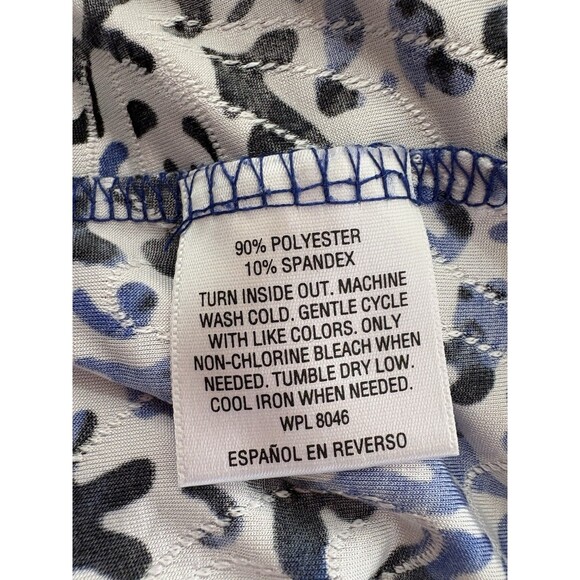 90% POLYESTER
10% SPANDEX
TURN INSIDE OUT. MACHINE
WASH COLD. GENTLE CYCLE
WITH LIKE COLORS. ONLY
NON-CHLORINE BLEACH WHEN
NEEDED. TUMBLE DRY LOW.
COOL IRON WHEN NEEDED.
WPL 8046
ESPAÑOL EN REVERSO